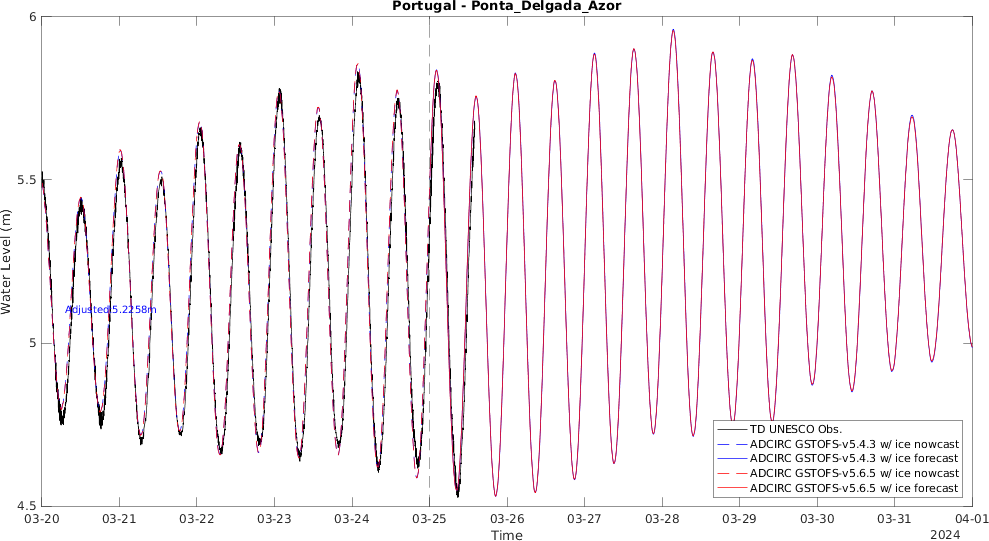 Portugal - Ponta_Delgada_Azor
6
5.5
5
4.5
Water Level (m)
Adjusted5.2258m
TD UNESCO Obs.
ADCIRC GSTOFS-v5.4.3 w/ ice nowcast
ADCIRC GSTOFS-v5.4.3 w/ ice forecast
ADCIRC GSTOFS-v5.6.5 w/ ice nowcast
ADCIRC GSTOFS-v5.6.5 w/ ice forecast
03-20 03-21 03-22 03-23 03-24 03-25 03-26 03-27 03-28 03-29 03-30 03-31 04-01
Time
2024